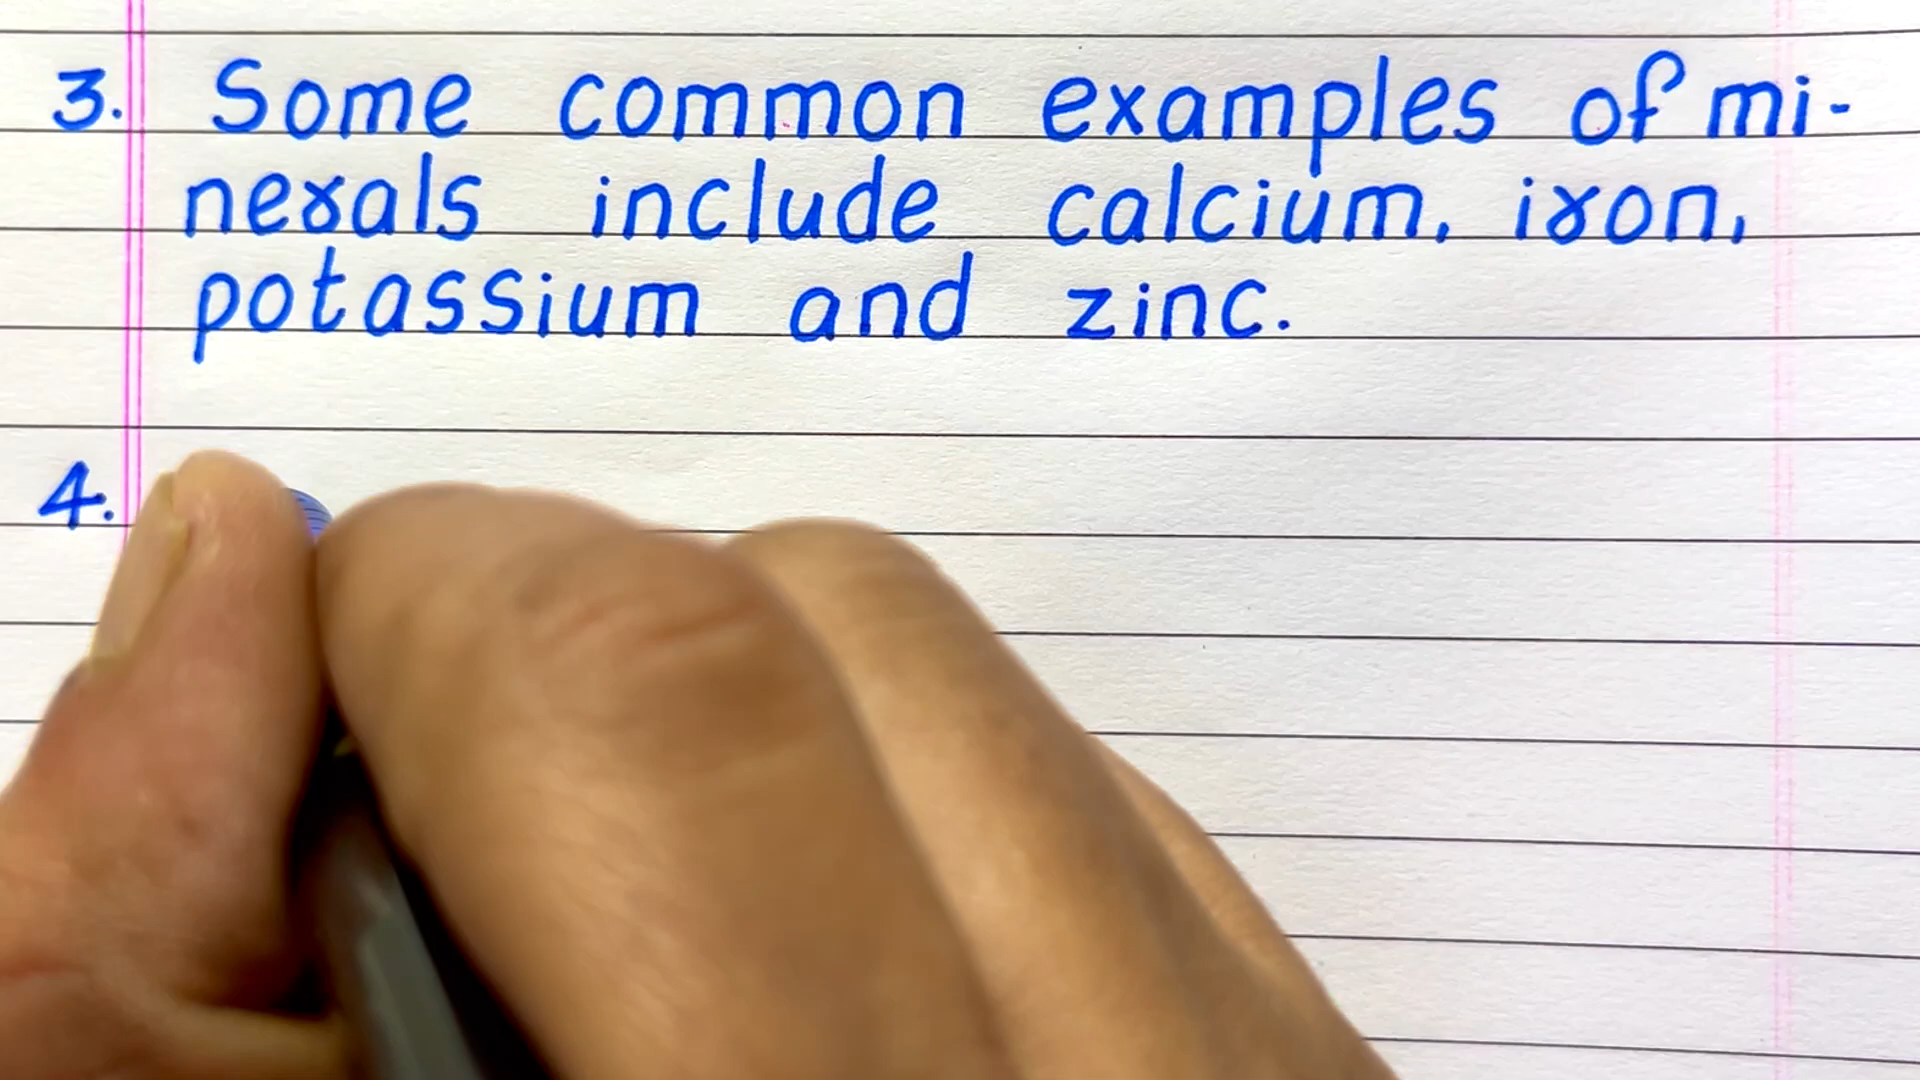 3. Some common examples of mi-
nerals include calcium, iron,
potassium and zinc.
4.